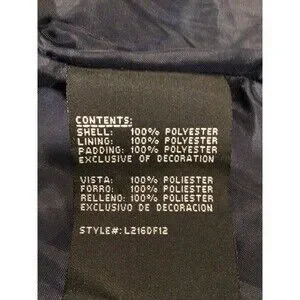 CONTENTS:
SHELL: 100% POLYESTER
LINING: 100% POLYESTER
PADDING: 100% POLYESTER
EXCLUSIVE OF DECORATION
VISTA: 100% POLIESTER
FORRO: 100% POLIESTER
RELLENO: 100% POLIESTER
EXCLUSIVO DE DECORACION
STYLE#: L216DF12